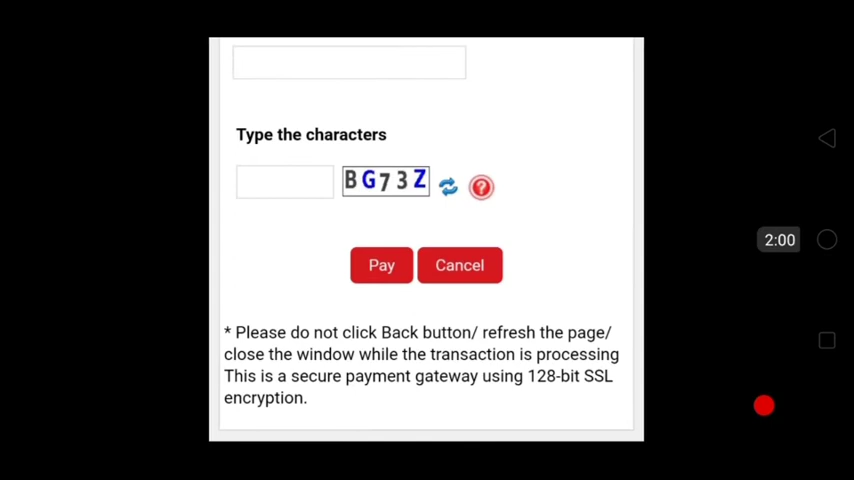 Type the characters
BG73Z
Pay Cancel
* Please do not click Back button/ refresh the page/
close the window while the transaction is processing
This is a secure payment gateway using 128-bit SSL
encryption.
2:00